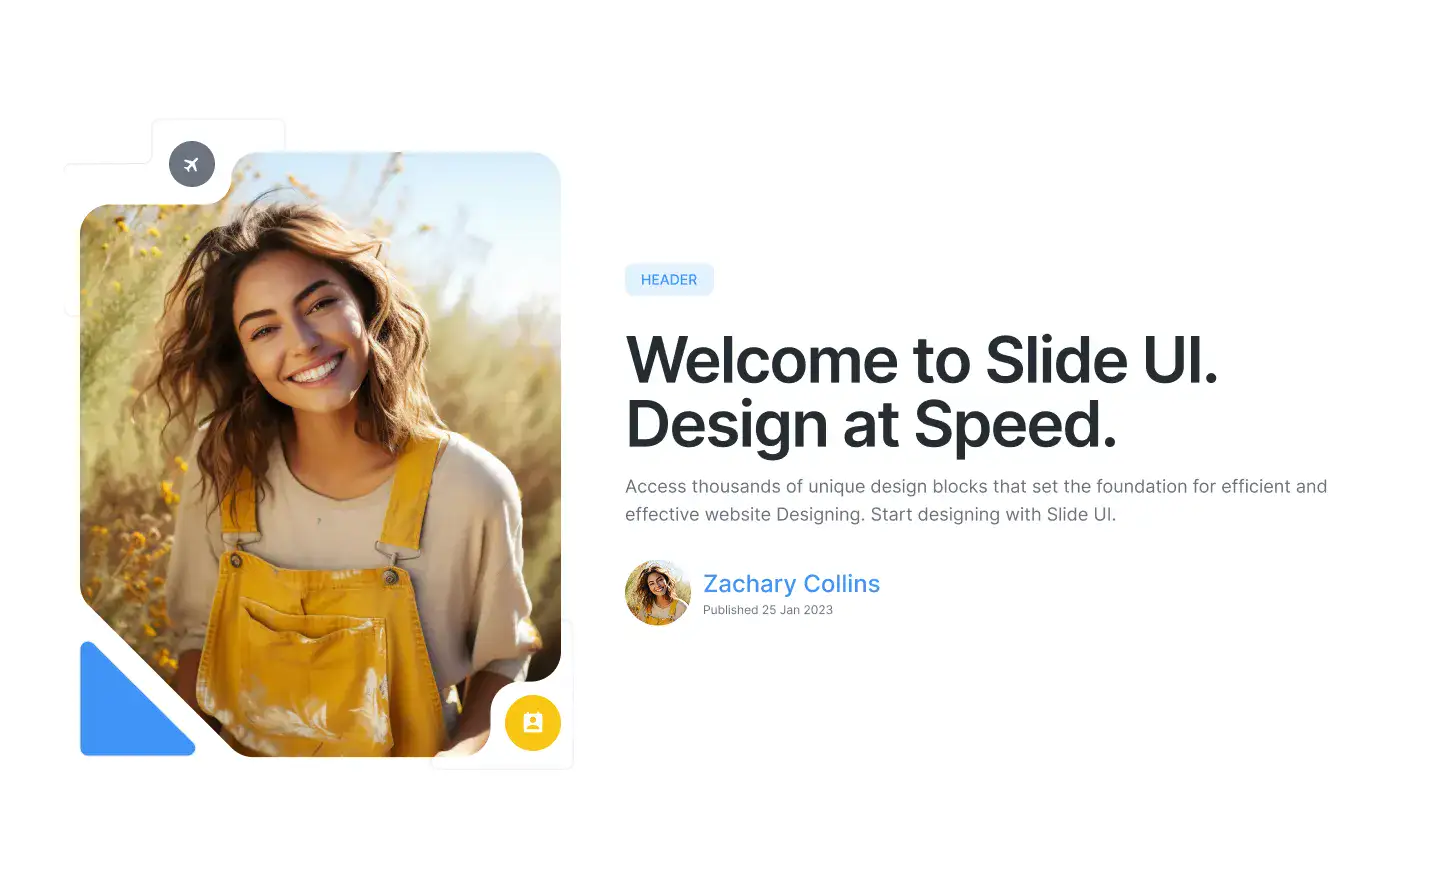 HEADER
Welcome to Slide UI.
Design at Speed.
Access thousands of unique design blocks that set the foundation for efficient and
effective website Designing. Start designing with Slide UI.
Zachary Collins
Published 25 Jan 2023